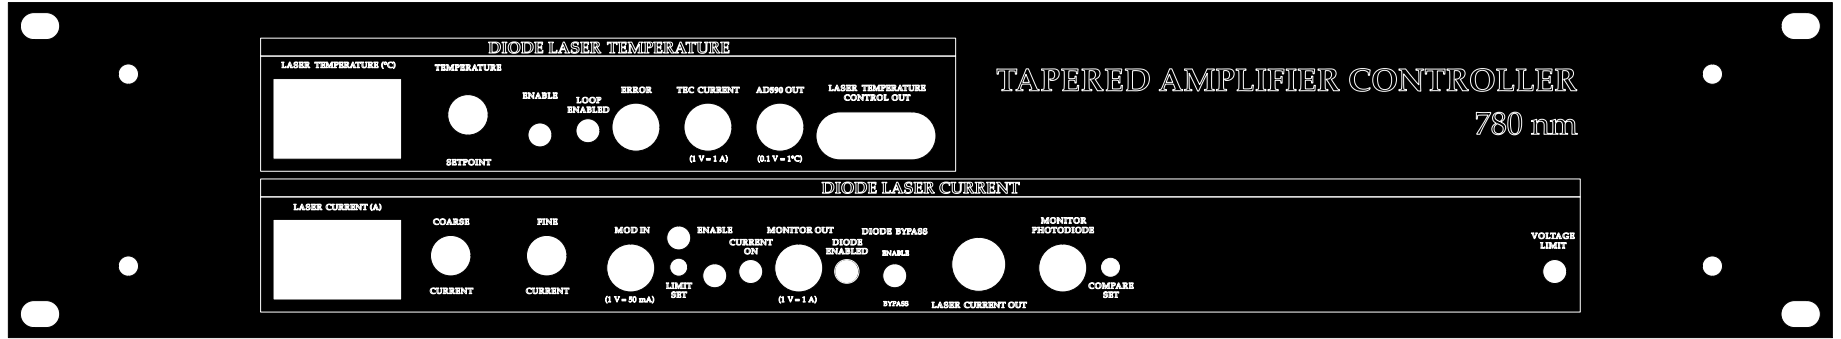 DIODE LASER TEMPERATURE
LASER TEMPERATURE (°C)
TEMPERATURE
SETPOINT
ENABLE
LOOP
ENABLED
ERROR
TEC CURRENT
(1 V = 1 A)
AD590 OUT
(0.1 V = 1°C)
LASER TEMPERATURE
CONTROL OUT
TAPERED AMPLIFIER CONTROLLER
780 nm
DIODE LASER CURRENT
LASER CURRENT (A)
COARSE
CURRENT
FINE
CURRENT
MOD IN
(1 V = 50 mA)
LIMIT
SET
ENABLE
CURRENT
ON
MONITOR OUT
(1 V = 1 A)
DIODE
ENABLED
DIODE BYPASS
ENABLE
BYPASS
LASER CURRENT OUT
MONITOR
PHOTODIODE
COMPARE
SET
VOLTAGE
LIMIT